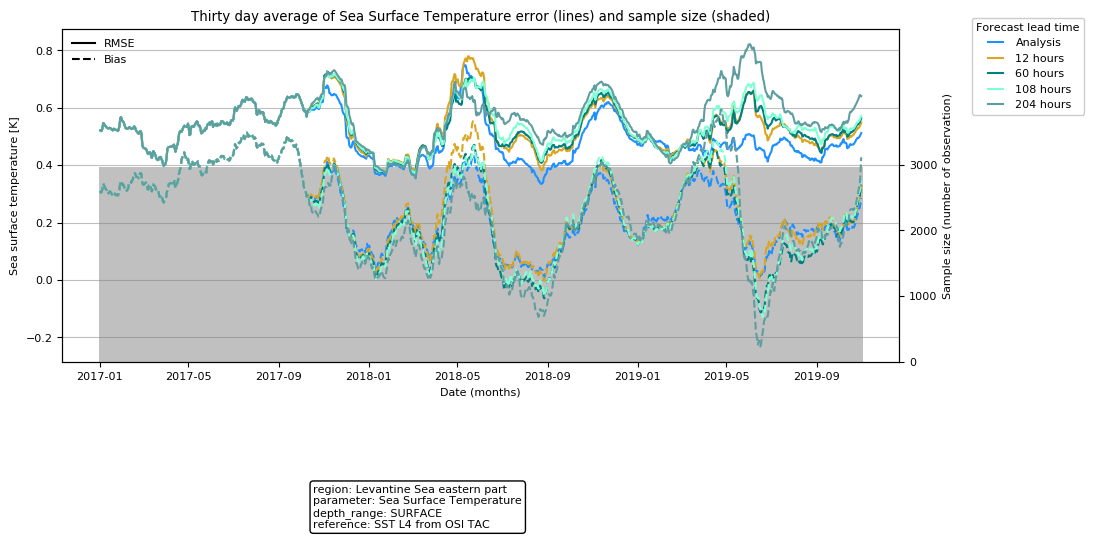 Thirty day average of Sea Surface Temperature error (lines) and sample size (shaded)
Forecast lead time
Analysis
12 hours
60 hours
108 hours
204 hours
RMSE
Bias
Sea surface temperature [K]
0.8
0.6
0.4
0.2
0.0
−0.2
Sample size (number of observation)
3000
2000
1000
0
2017-01
2017-05
2017-09
2018-01
2018-05
2018-09
2019-01
2019-05
2019-09
Date (months)
region: Levantine Sea eastern part
parameter: Sea Surface Temperature
depth_range: SURFACE
reference: SST L4 from OSI TAC